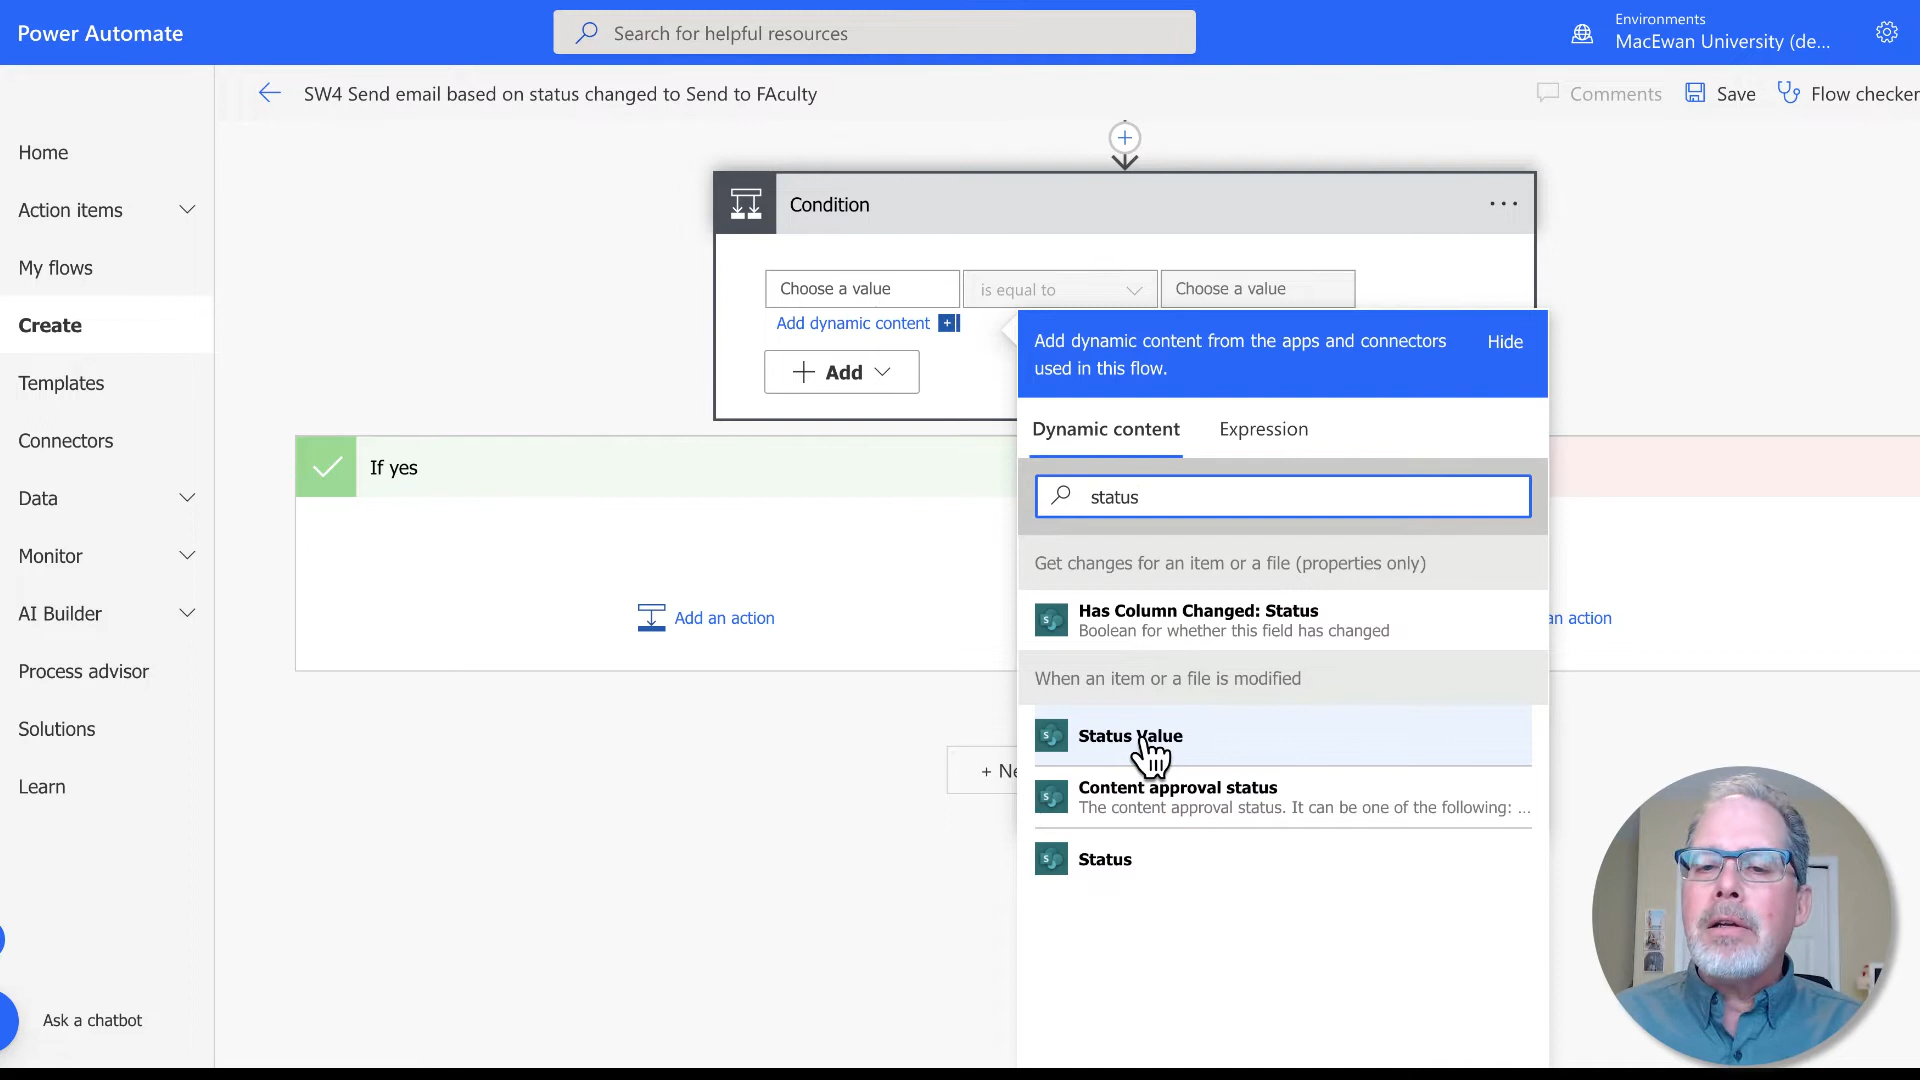 Power Automate
Search for helpful resources
Environments
MacEwan University (de...
SW4 Send email based on status changed to Send to FAculty
Comments
Save
Flow checker
Home
Action items
My flows
Create
Templates
Connectors
Data
Monitor
AI Builder
Process advisor
Solutions
Learn
Ask a chatbot
Condition
Choose a value
is equal to
Choose a value
Add dynamic content
Add
If yes
Add an action
+ Ne
an action
Add dynamic content from the apps and connectors
used in this flow.
Hide
Dynamic content
Expression
status
Get changes for an item or a file (properties only)
Has Column Changed: Status
Boolean for whether this field has changed
When an item or a file is modified
Status Value
Content approval status
The content approval status. It can be one of the following: ...
Status